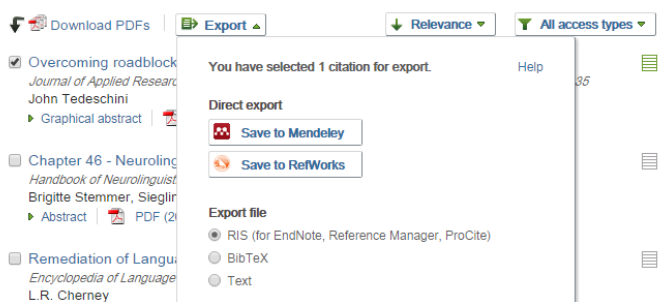 Download PDFs Export Relevance All access types
Overcoming roadblock
Journal of Applied Researc 35
John Tedeschini
Graphical abstract
You have selected 1 citation for export. Help
Direct export
Save to Mendeley
Save to RefWorks
Export file
RIS (for EndNote, Reference Manager, ProCite)
BibTeX
Text
Chapter 46 - Neuroling
Handbook of Neurolinguist
Brigitte Stemmer, Sieglin
Abstract PDF (20
Remediation of Langua
Encyclopedia of Language
L.R. Cherney